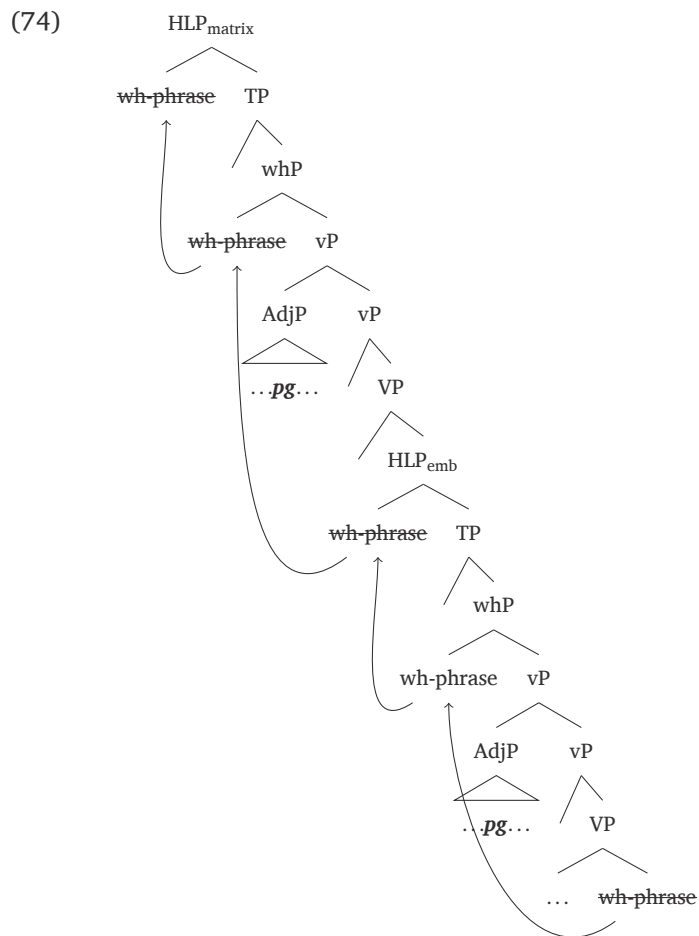 (74) HLPmatrix
wh-phrase TP
whP
wh-phrase vP
AdjP vP
...pg... VP
HLPemb
wh-phrase TP
whP
wh-phrase vP
AdjP vP
...pg... VP
... wh-phrase